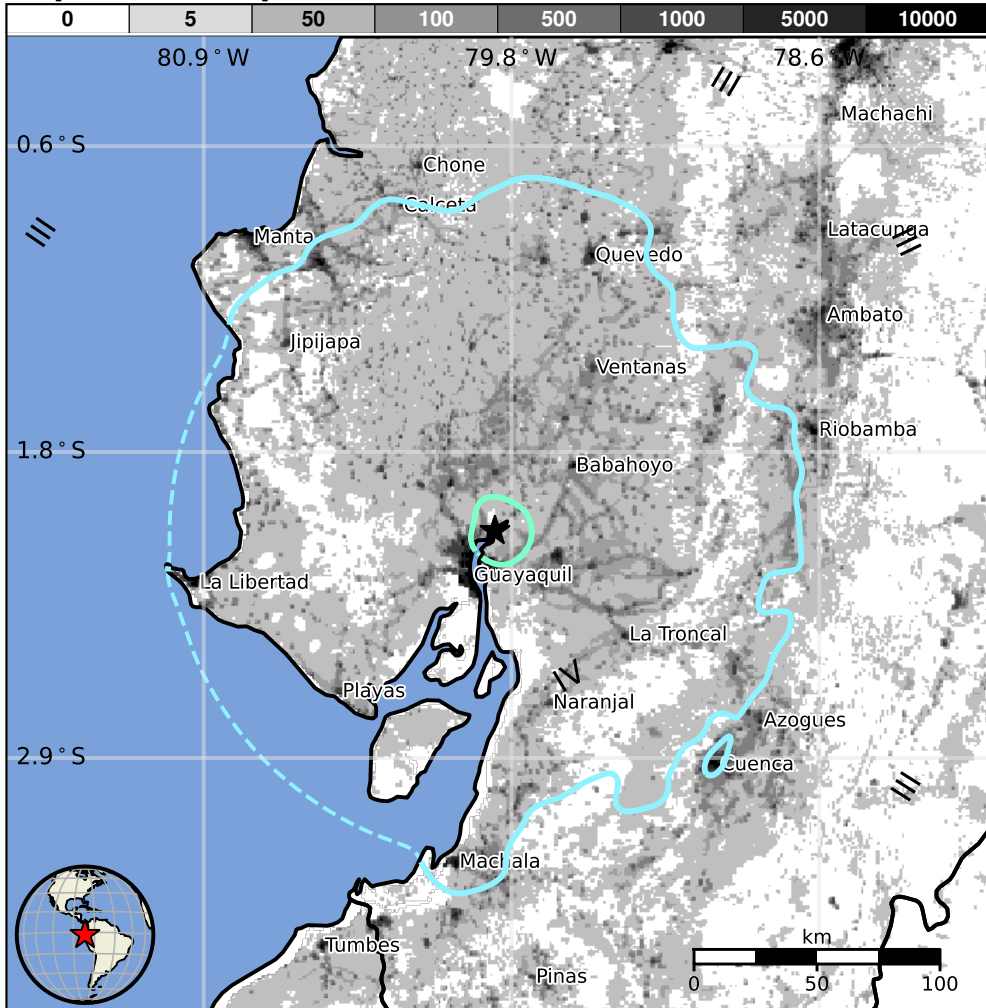 0 5 50 100 500 1000 5000 10000
80.9°W 79.8°W 78.6°W
III
Machachi
0.6°S
Chone
Calceta
III
Manta
Latacunga
III
Quevedo
Ambato
Jipijapa
Ventanas
Riobamba
1.8°S
Babahoyo
Guayaquil
La Libertad
La Troncal
IV
Playas
Naranjal
Azogues
2.9°S
Cuenca
III
Machala
Tumbes
km
Pinas
0 50 100